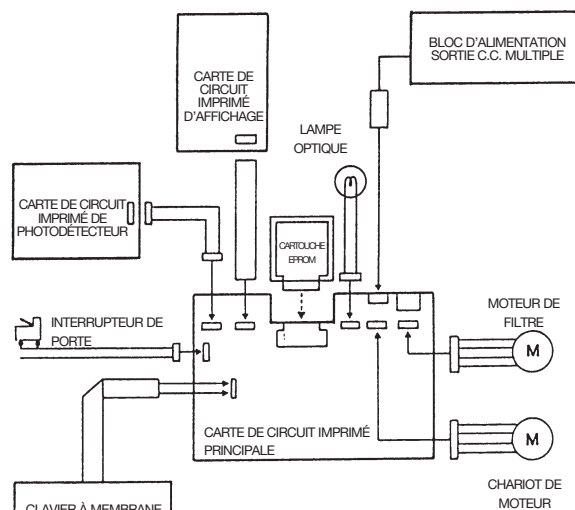 BLOC D'ALIMENTATION
SORTIE C.C. MULTIPLE
CARTE DE
CIRCUIT
IMPRIMÉ
D'AFFICHAGE
LAMPE
OPTIQUE
CARTE DE CIRCUIT
IMPRIMÉ DE
PHOTODÉTECTEUR
CARTOUCHE
EPROM
INTERRUPTEUR DE
PORTE
MOTEUR DE
FILTRE
M
CARTE DE CIRCUIT IMPRIMÉ
PRINCIPALE
M
CHARIOT DE
MOTEUR
CLAVIER À MEMBRANE